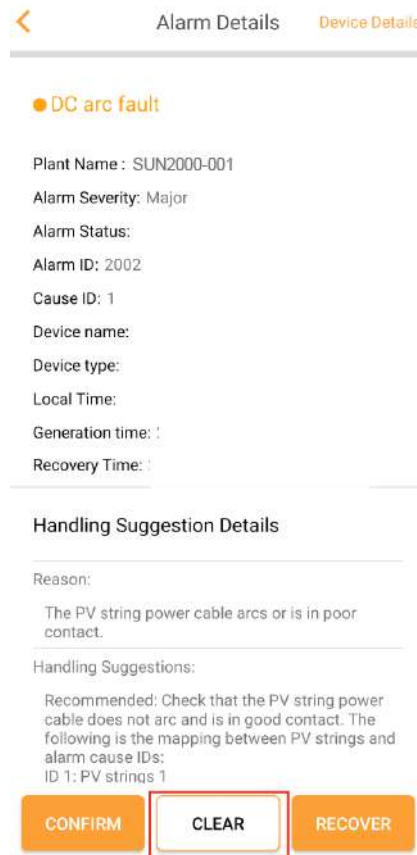 Alarm Details Device Details
DC arc fault
Plant Name : SUN2000-001
Alarm Severity: Major
Alarm Status:
Alarm ID: 2002
Cause ID: 1
Device name:
Device type:
Local Time:
Generation time:
Recovery Time:
Handling Suggestion Details
Reason:
The PV string power cable arcs or is in poor
contact.
Handling Suggestions:
Recommended: Check that the PV string power
cable does not arc and is in good contact. The
following is the mapping between PV strings and
alarm cause IDs:
ID 1: PV strings 1
CONFIRM CLEAR RECOVER